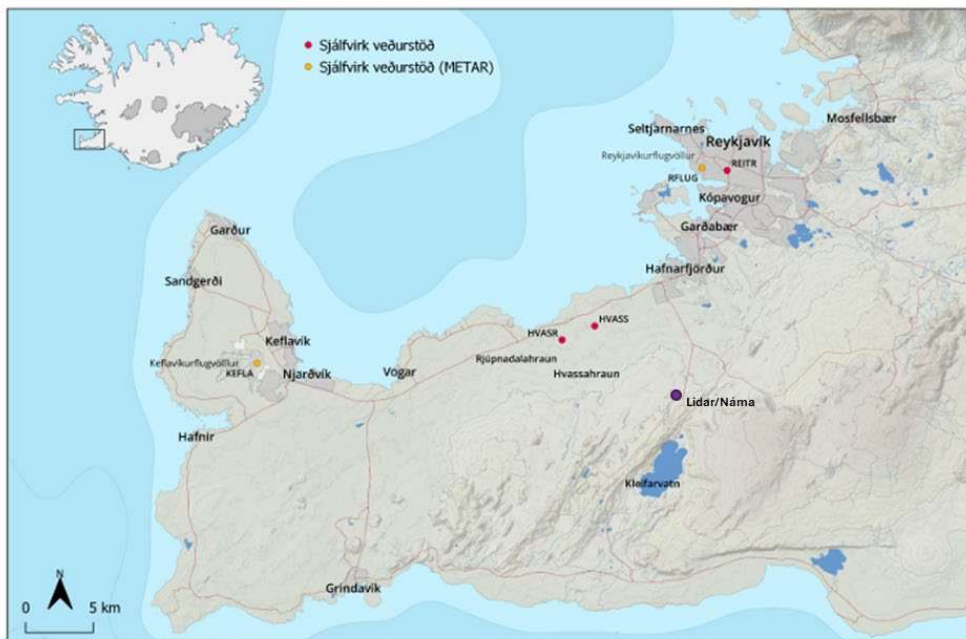 Sjálfvirk veðurstöð
Sjálfvirk veðurstöð (METAR)
Mosfellsbær
Seltjarnarnes
Reykjavík
Reykjavíkurflugvöllur
REITR
RFLUG
Kópavogur
Garðabær
Garður
Hafnarfjörður
Sandgerði
HVASS
HVASR
Keflavík
Rjúpnadalahraun
Keflavíkurflugvöllur
KEFLA
Njarðvík
Vogar
Hvassahraun
Lidar/Náma
Hafnir
Kleifarvatn
Grindavík
N
0 5 km